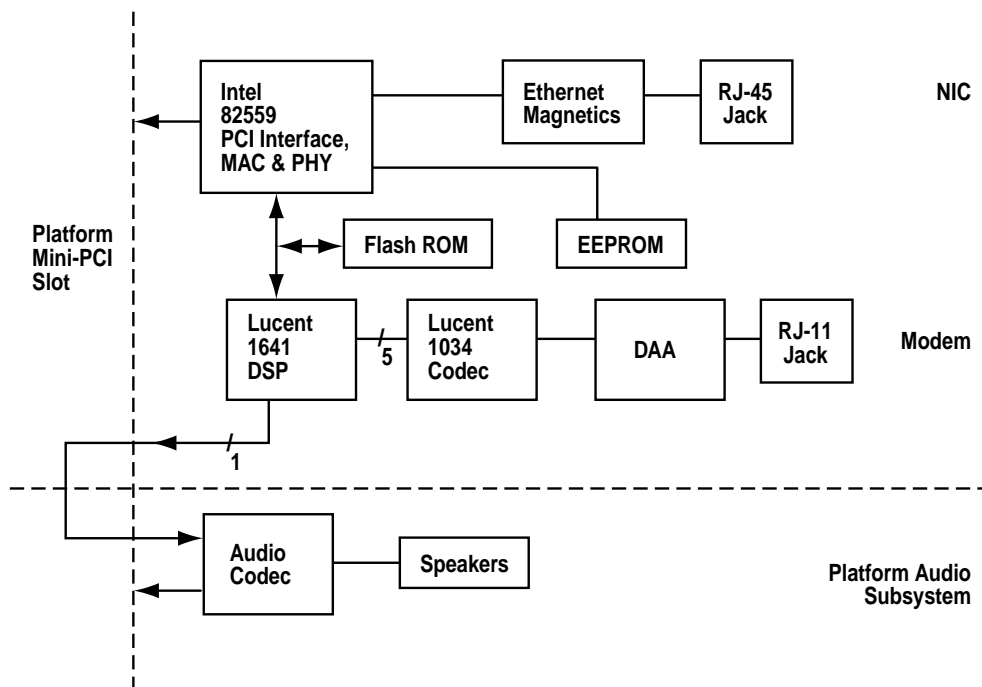 Intel
82559
PCI Interface,
MAC & PHY
Ethernet
Magnetics
RJ-45
Jack
NIC
Platform
Mini-PCI
Slot
Flash ROM
EEPROM
Lucent
1641
DSP
5
Lucent
1034
Codec
DAA
RJ-11
Jack
Modem
1
Audio
Codec
Speakers
Platform Audio
Subsystem